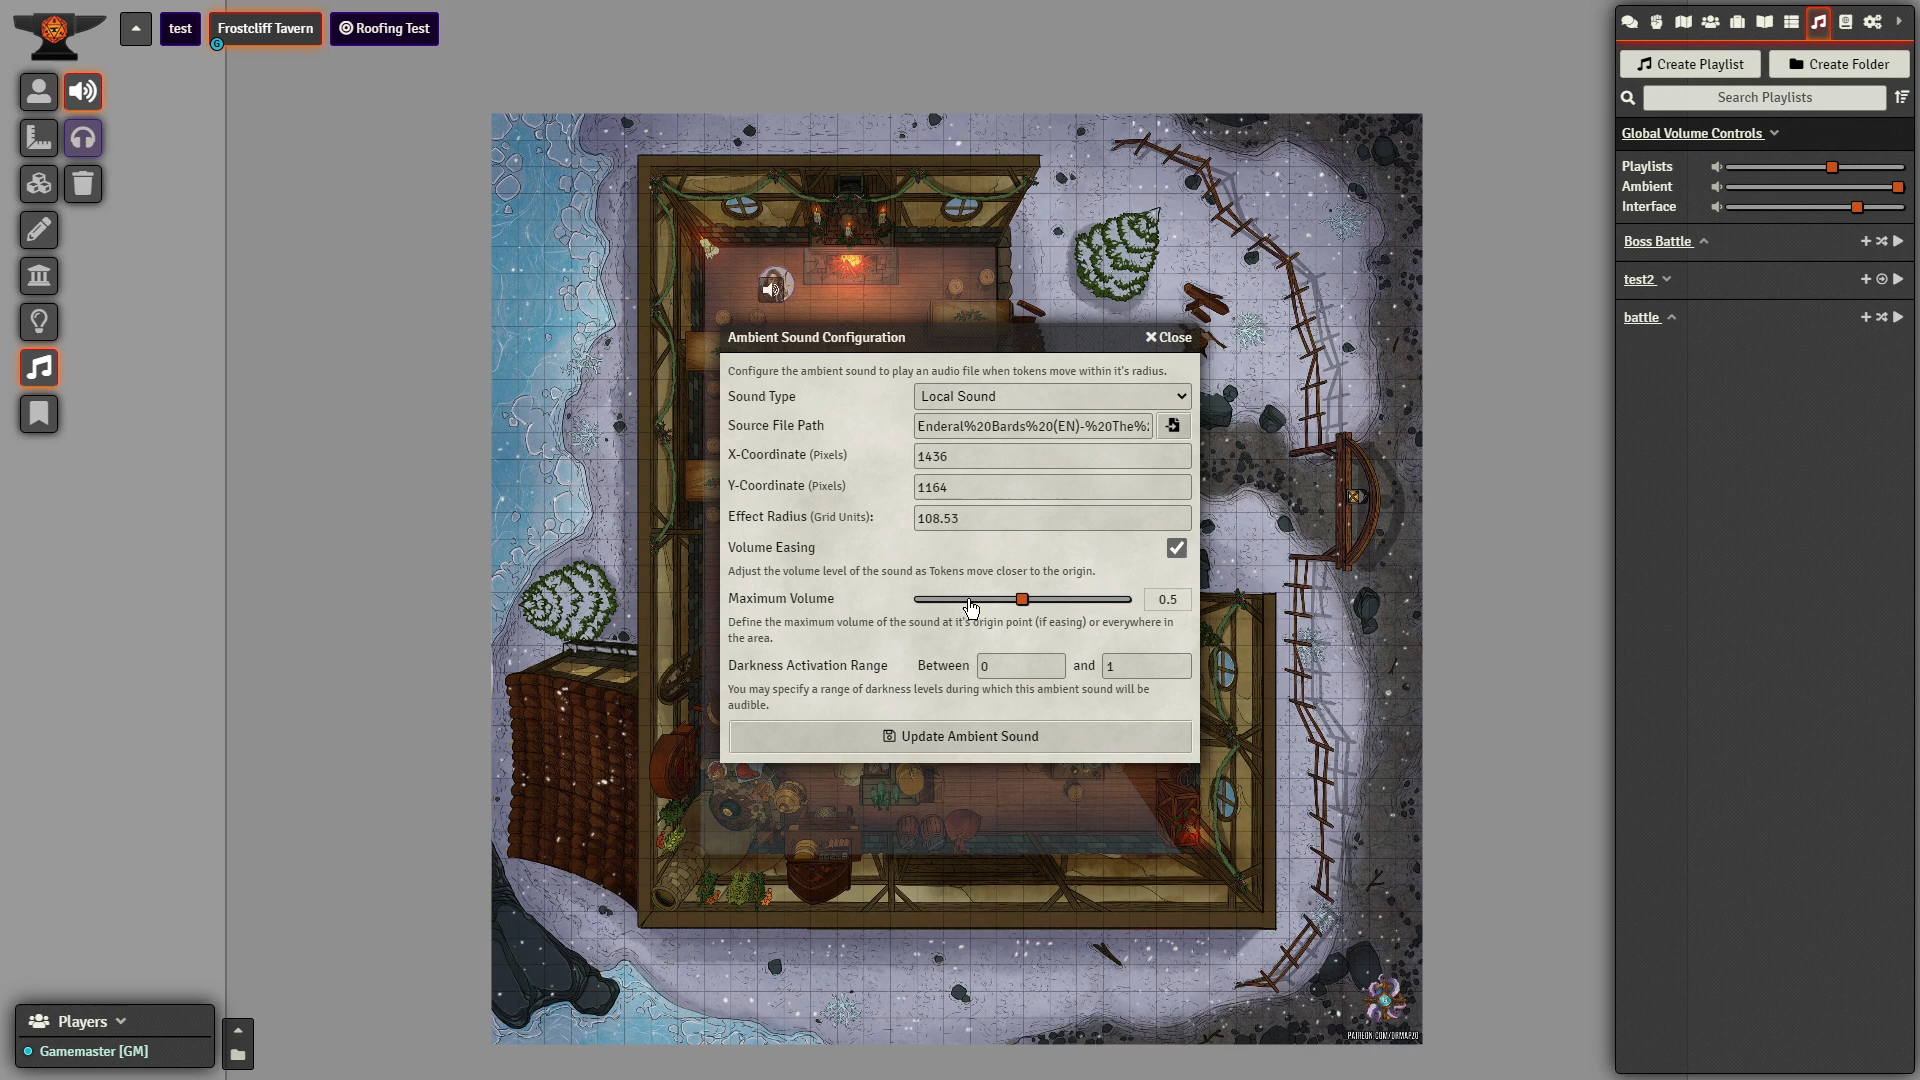 test
Frostcliff Tavern
G
Roofing Test
Create Playlist
Create Folder
Search Playlists
Global Volume Controls
Playlists
Ambient
Interface
Boss Battle
test2
battle
Ambient Sound Configuration
Close
Configure the ambient sound to play an audio file when tokens move within it's radius.
Sound Type
Local Sound
Source File Path
Enderal%20Bards%20(EN)-%20The%
X-Coordinate (Pixels)
1436
Y-Coordinate (Pixels)
1164
Effect Radius (Grid Units):
108.53
Volume Easing
Adjust the volume level of the sound as Tokens move closer to the origin.
Maximum Volume
0.5
Define the maximum volume of the sound at it's origin point (if easing) or everywhere in
the area.
Darkness Activation Range
Between
0
and
1
You may specify a range of darkness levels during which this ambient sound will be
audible.
Update Ambient Sound
Players
Gamemaster [GM]